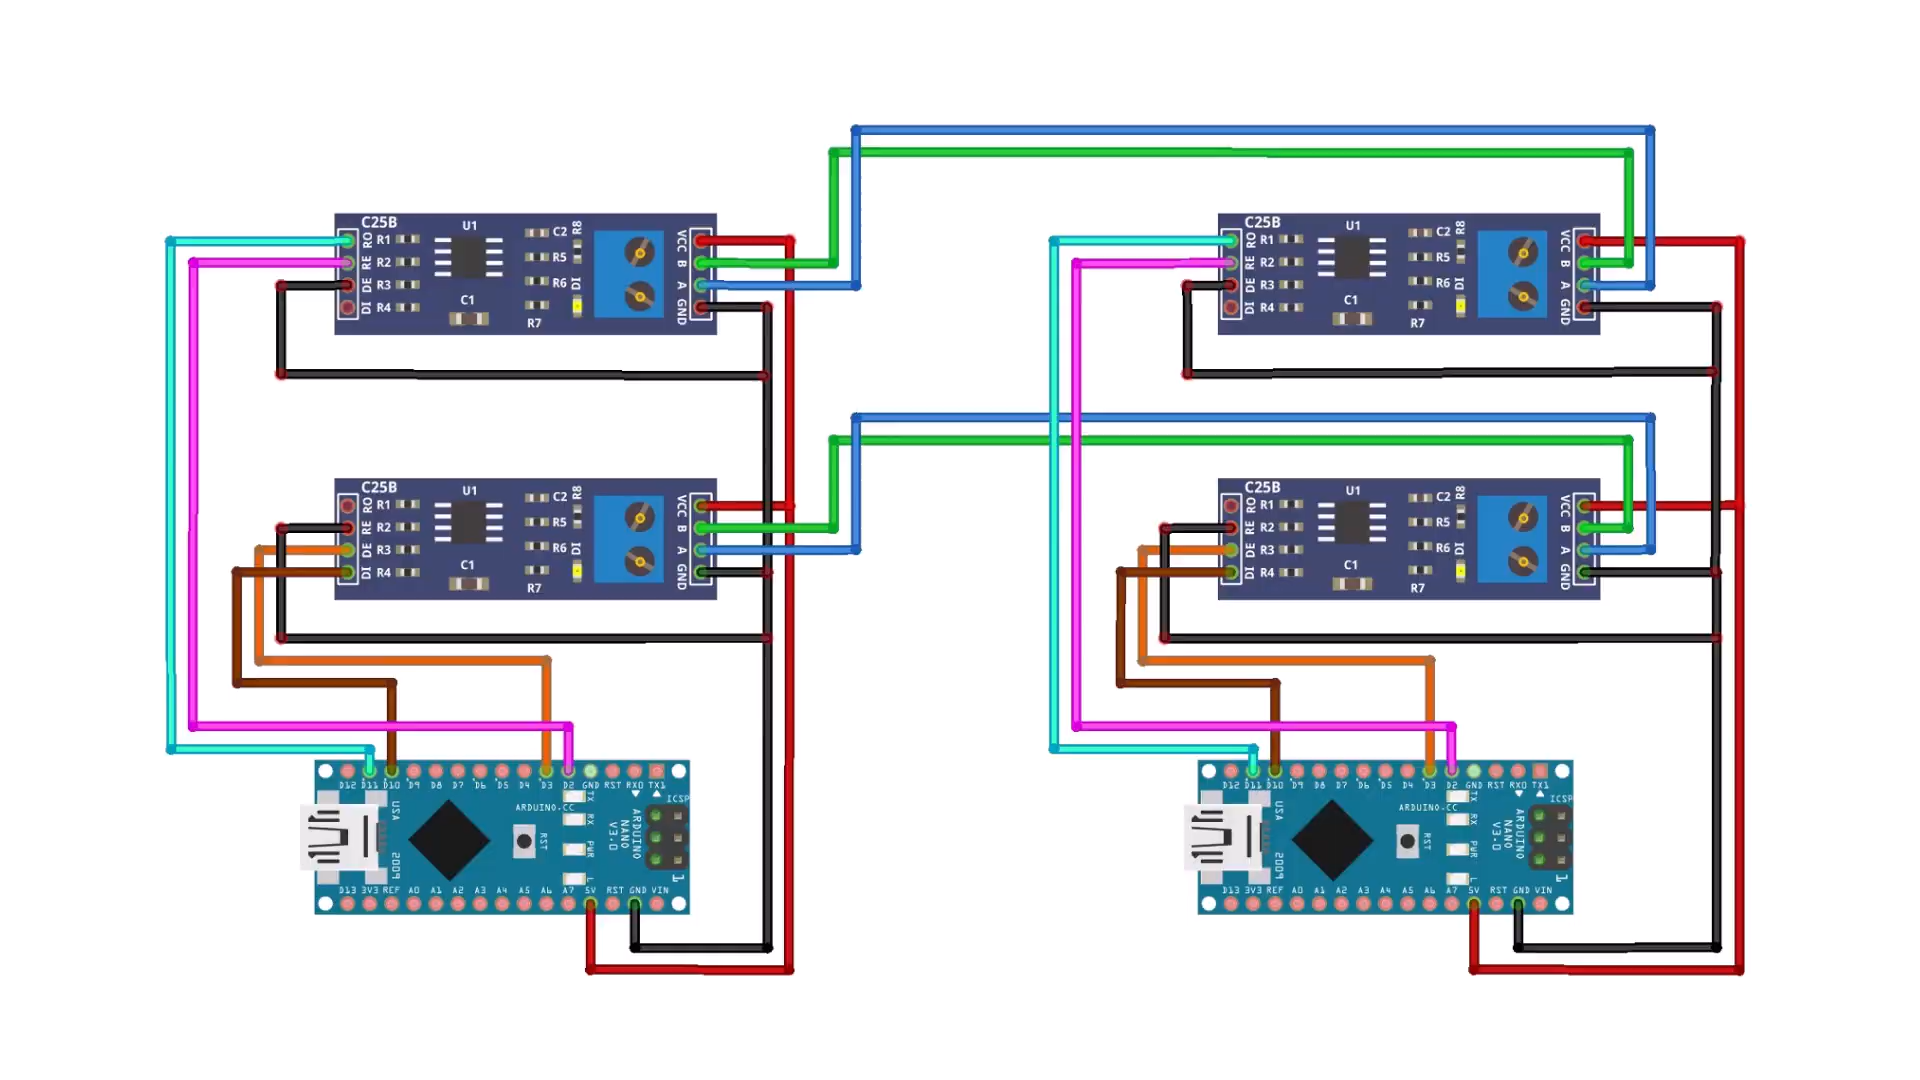 C25B
U1
R8
C25B
U1
R8
RO R1
C2
VCC
RO R1
C2
VCC
RE R2
R5
B
RE R2
R5
B
DE R3
R6
DI
A
DE R3
R6
DI
A
DI R4
C1
GND
DI R4
C1
GND
R7
R7
C25B
U1
R8
C25B
U1
R8
RO R1
C2
VCC
RO R1
C2
VCC
RE R2
R5
B
RE R2
R5
B
DE R3
R6
DI
A
DE R3
R6
DI
A
DI R4
C1
GND
DI R4
C1
GND
R7
R7
D12 D11 D10 D9 D8 D7 D6 D5 D4 D3 D2 GND RST RX0 TX1
D12 D11 D10 D9 D8 D7 D6 D5 D4 D3 D2 GND RST RX0 TX1
USA
ARDUINO.CC
TX
ICSP
USA
ARDUINO.CC
TX
ICSP
RX
RX
RST
PWR
ARDUINO
NANO
V3.0
RST
PWR
ARDUINO
NANO
V3.0
2009
L
1
2009
L
1
D13 3V3 REF A0 A1 A2 A3 A4 A5 A6 A7 5V RST GND VIN
D13 3V3 REF A0 A1 A2 A3 A4 A5 A6 A7 5V RST GND VIN